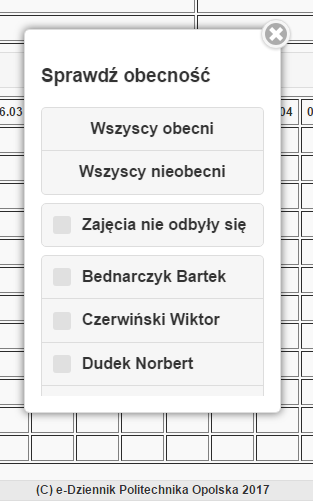 Sprawdź obecność
Wszyscy obecni
Wszyscy nieobecni
6.03
04
0
Zajęcia nie odbyły się
Bednarczyk Bartek
Czerwiński Wiktor
Dudek Norbert
(C) e-Dziennik Politechnika Opolska 2017